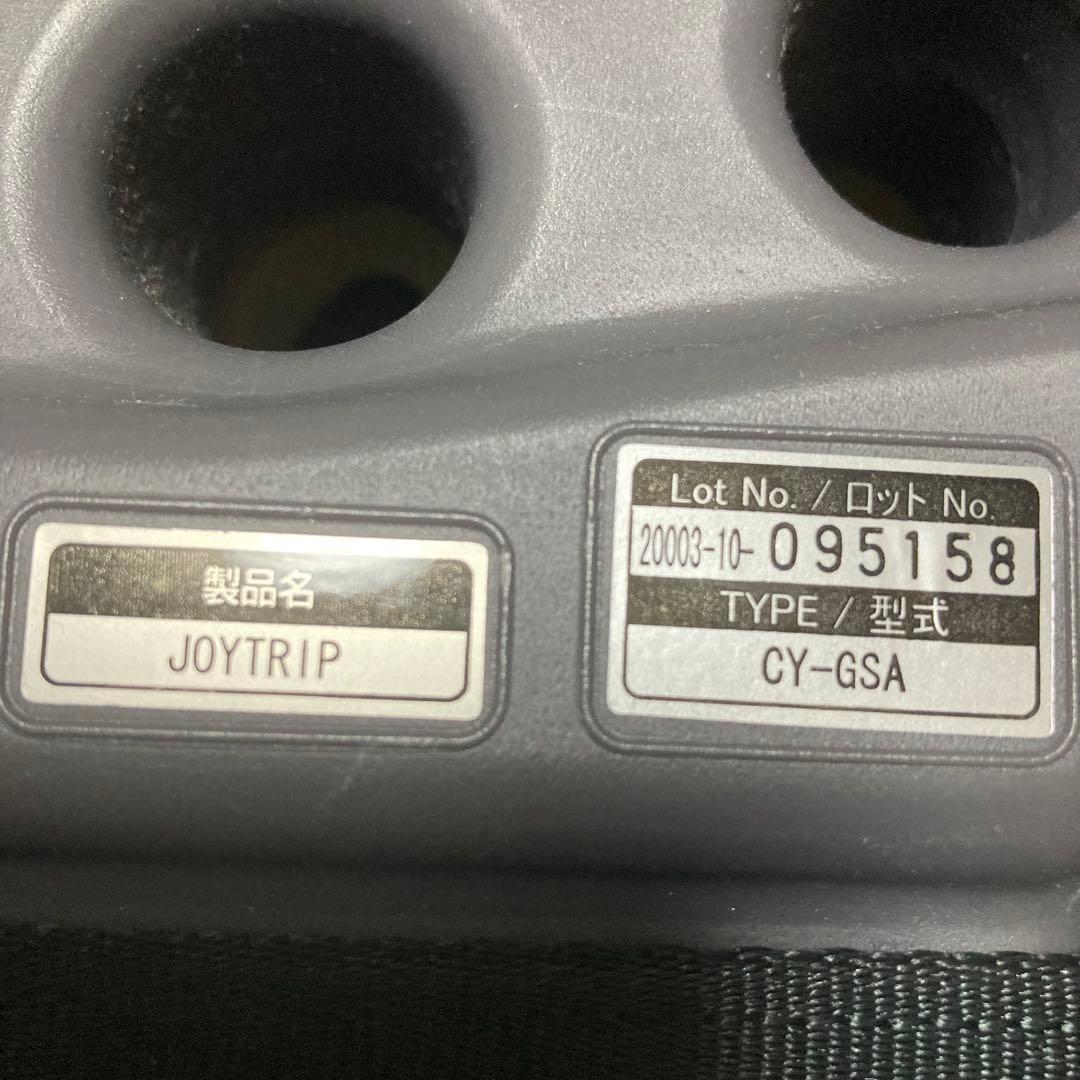 製品名
JOYTRIP
Lot No. / ロット No.
20003-10-095158
TYPE / 型式
CY-GSA